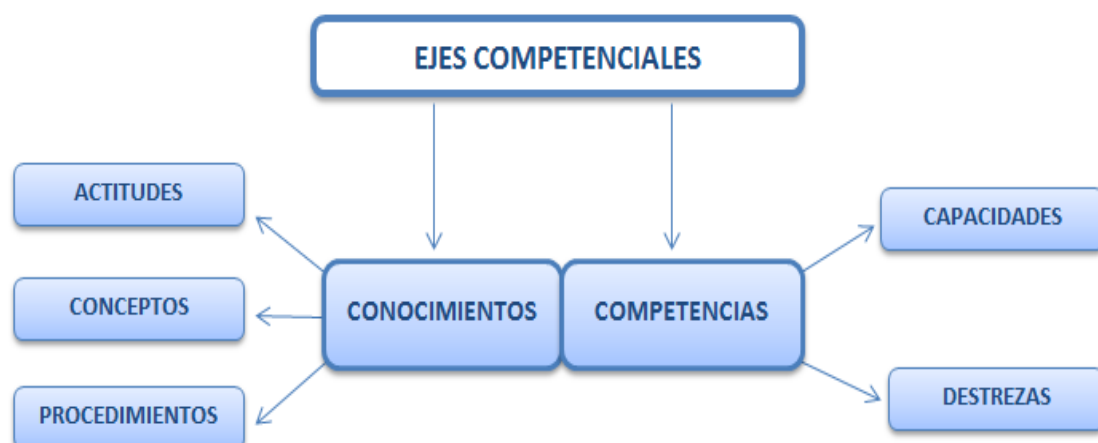 EJES COMPETENCIALES
ACTITUDES
CAPACIDADES
CONCEPTOS
CONOCIMIENTOS
COMPETENCIAS
PROCEDIMIENTOS
DESTREZAS